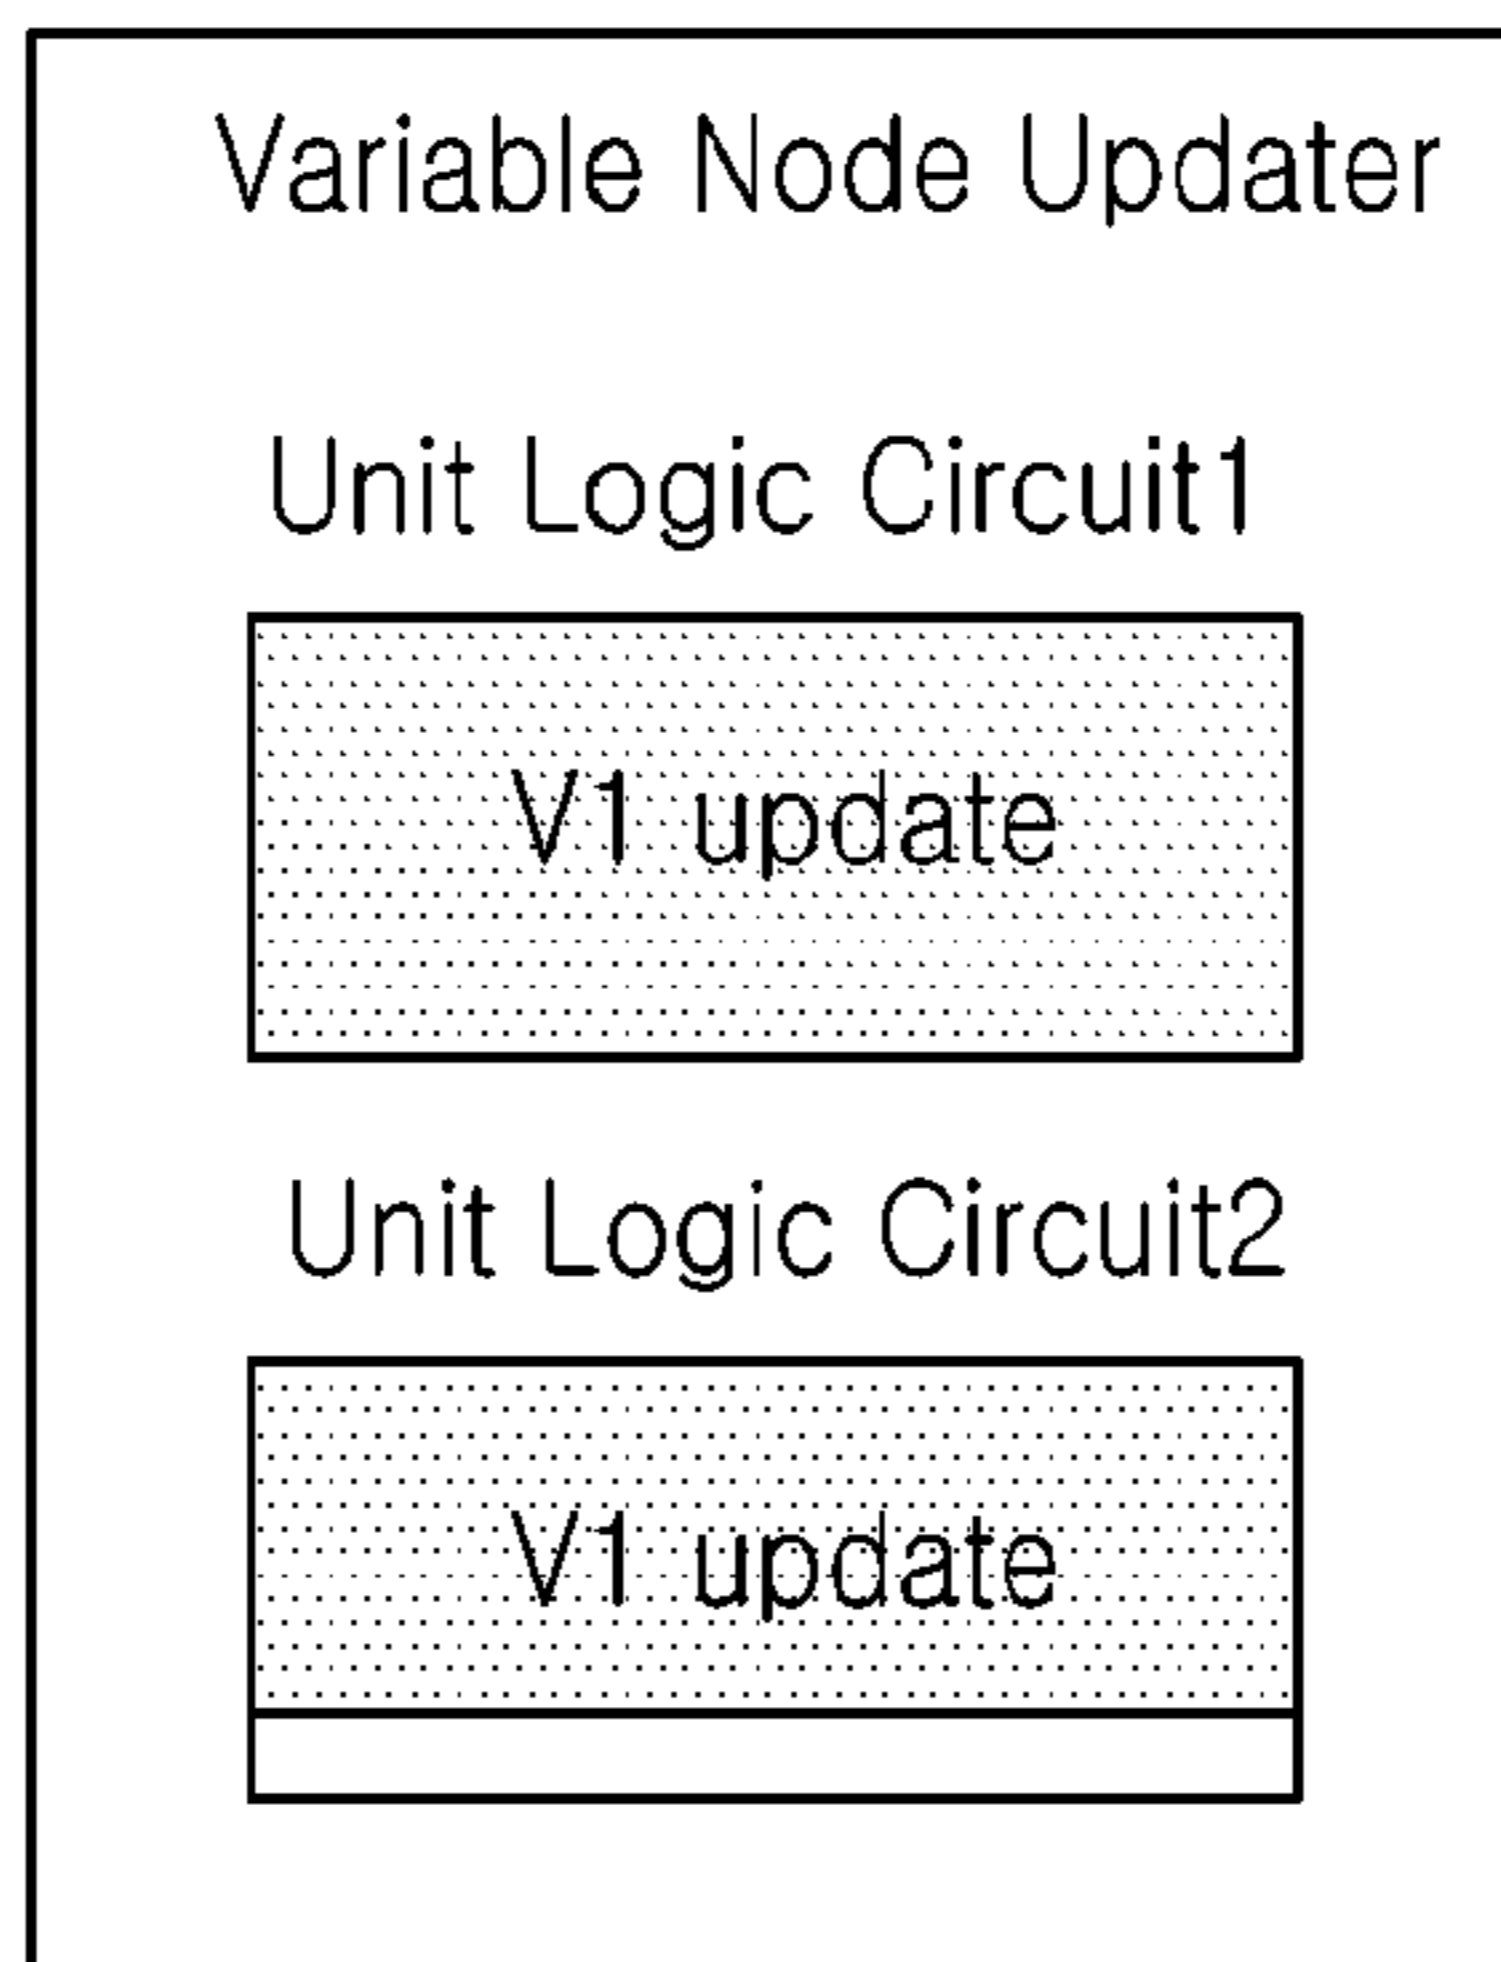 Variable Node Updater
Unit Logic Circuit1
V1 update
Unit Logic Circuit2
V1 update